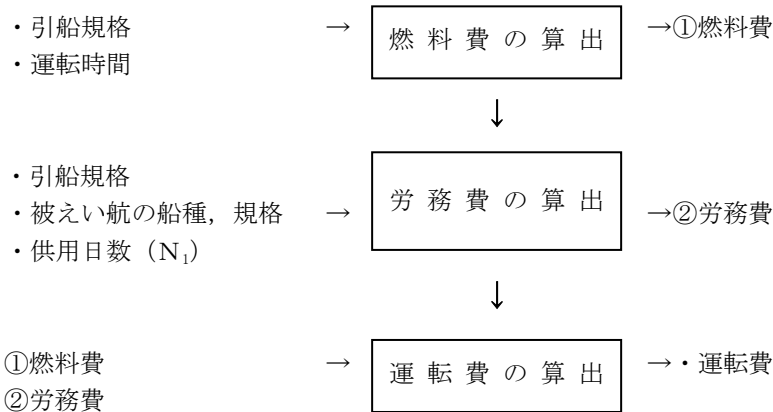 ・引船規格 → 燃料費の算出 →①燃料費
・運転時間
↓
・引船規格
・被えい航の船種，規格 → 労務費の算出 →②労務費
・供用日数（N₁）
↓
①燃料費 → 運転費の算出 →・運転費
②労務費